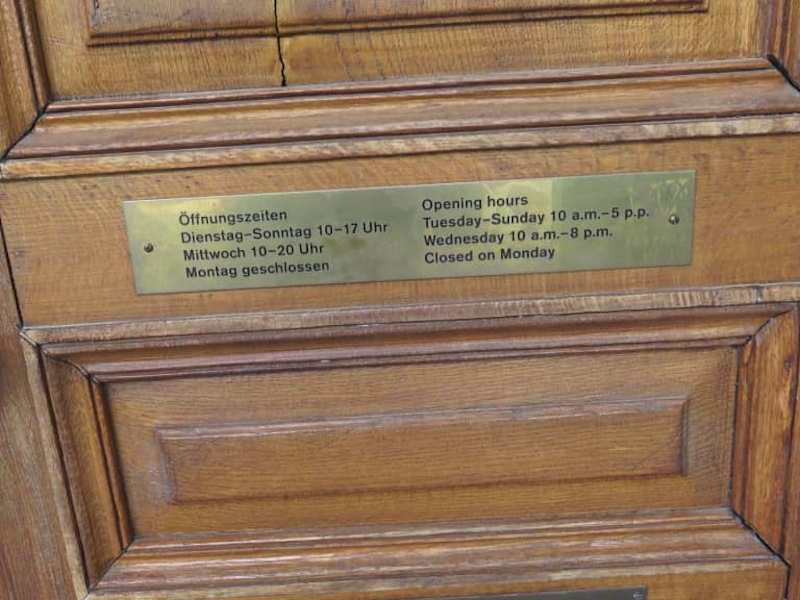 Öffnungszeiten
Dienstag–Sonntag 10–17 Uhr
Mittwoch 10–20 Uhr
Montag geschlossen
Opening hours
Tuesday–Sunday 10 a.m.–5 p.p.
Wednesday 10 a.m.–8 p.m.
Closed on Monday